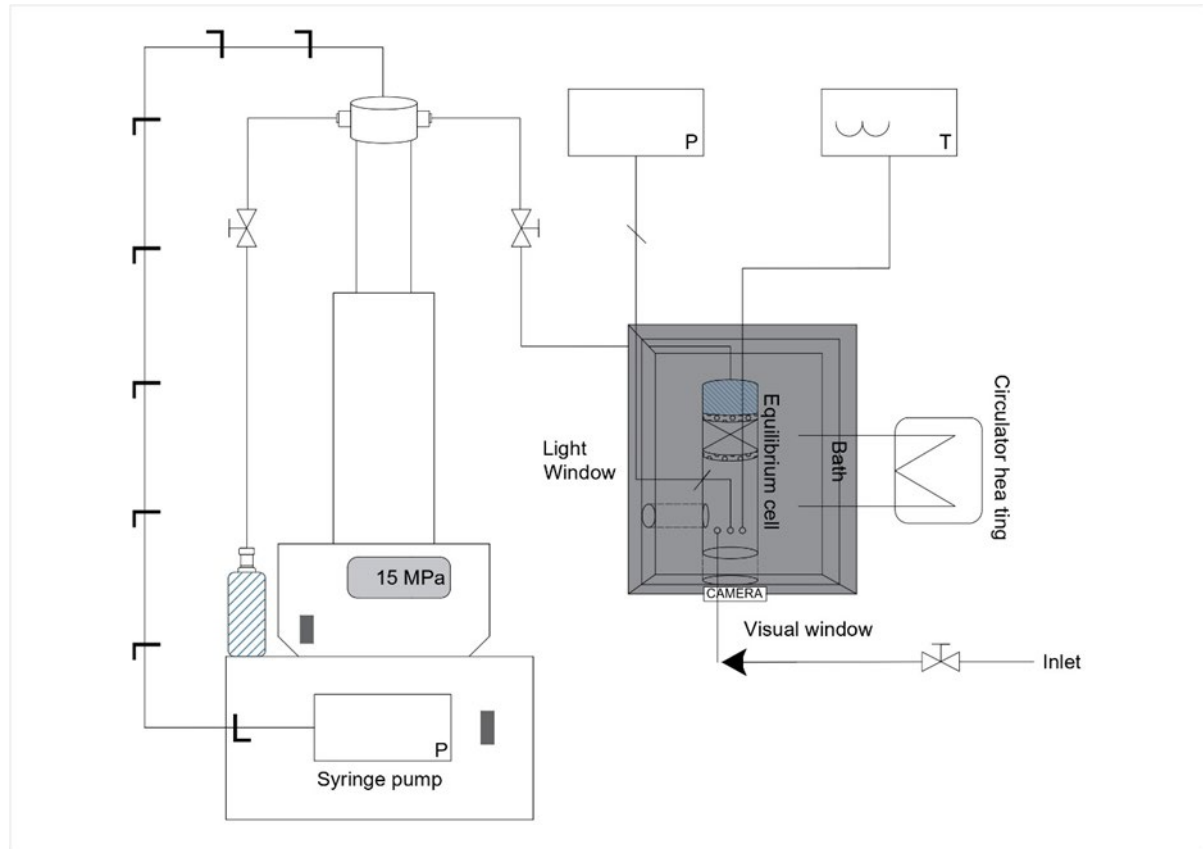 P
T
Light
Window
Equilibrium cell
Bath
Circulator hea ting
15 MPa
CAMERA
Visual window
Inlet
P
Syringe pump